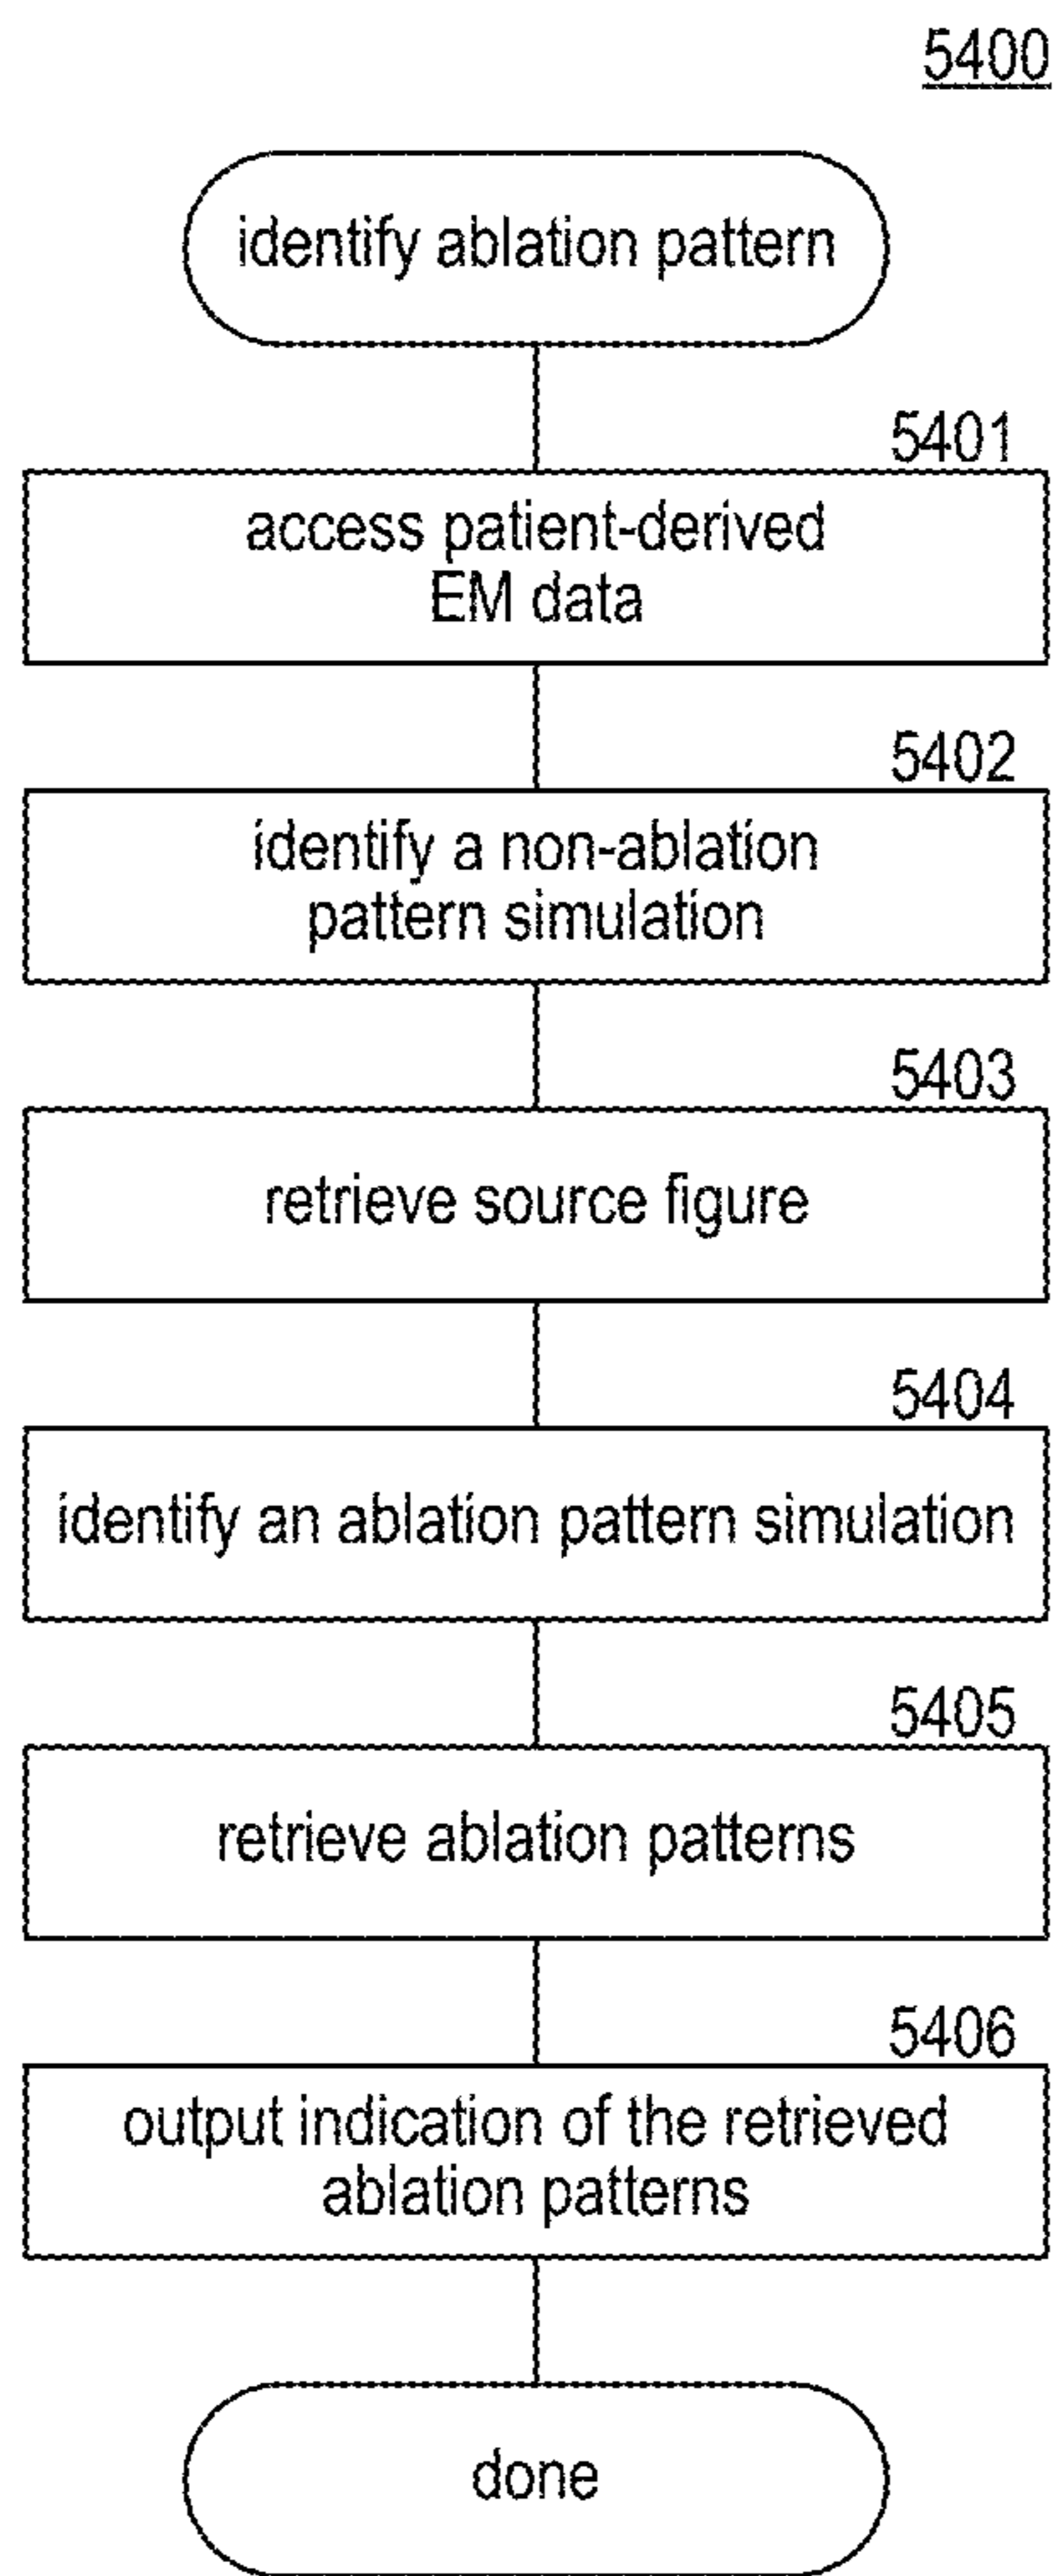 5400
identify ablation pattern
5401
access patient-derived
EM data
5402
identify a non-ablation
pattern simulation
5403
retrieve source figure
5404
identify an ablation pattern simulation
5405
retrieve ablation patterns
5406
output indication of the retrieved
ablation patterns
done